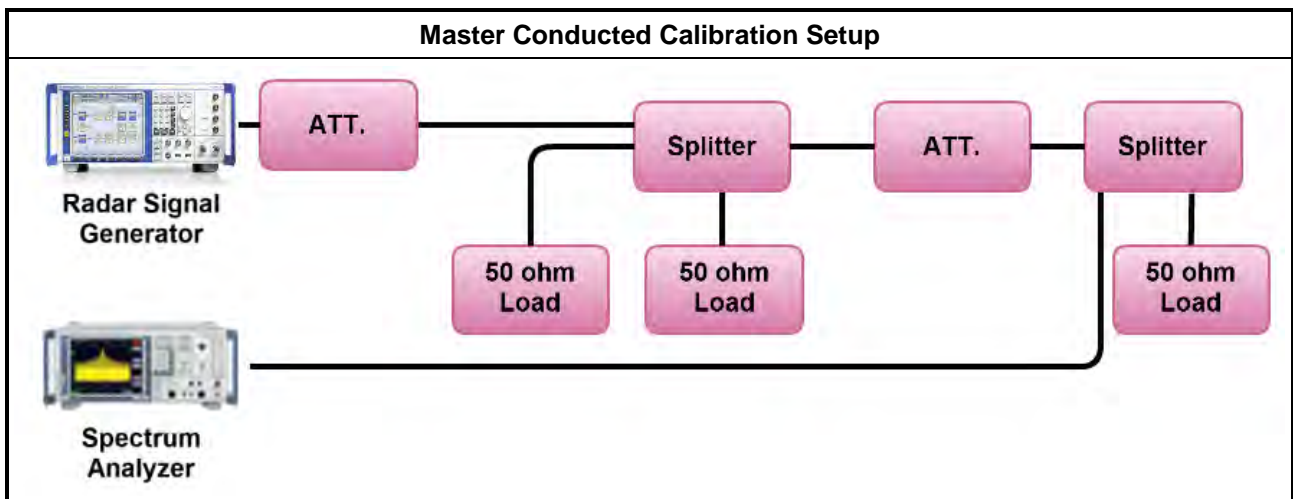 Master Conducted Calibration Setup
ATT.
Splitter
ATT.
Splitter
Radar Signal
Generator
50 ohm
Load
50 ohm
Load
50 ohm
Load
Spectrum
Analyzer